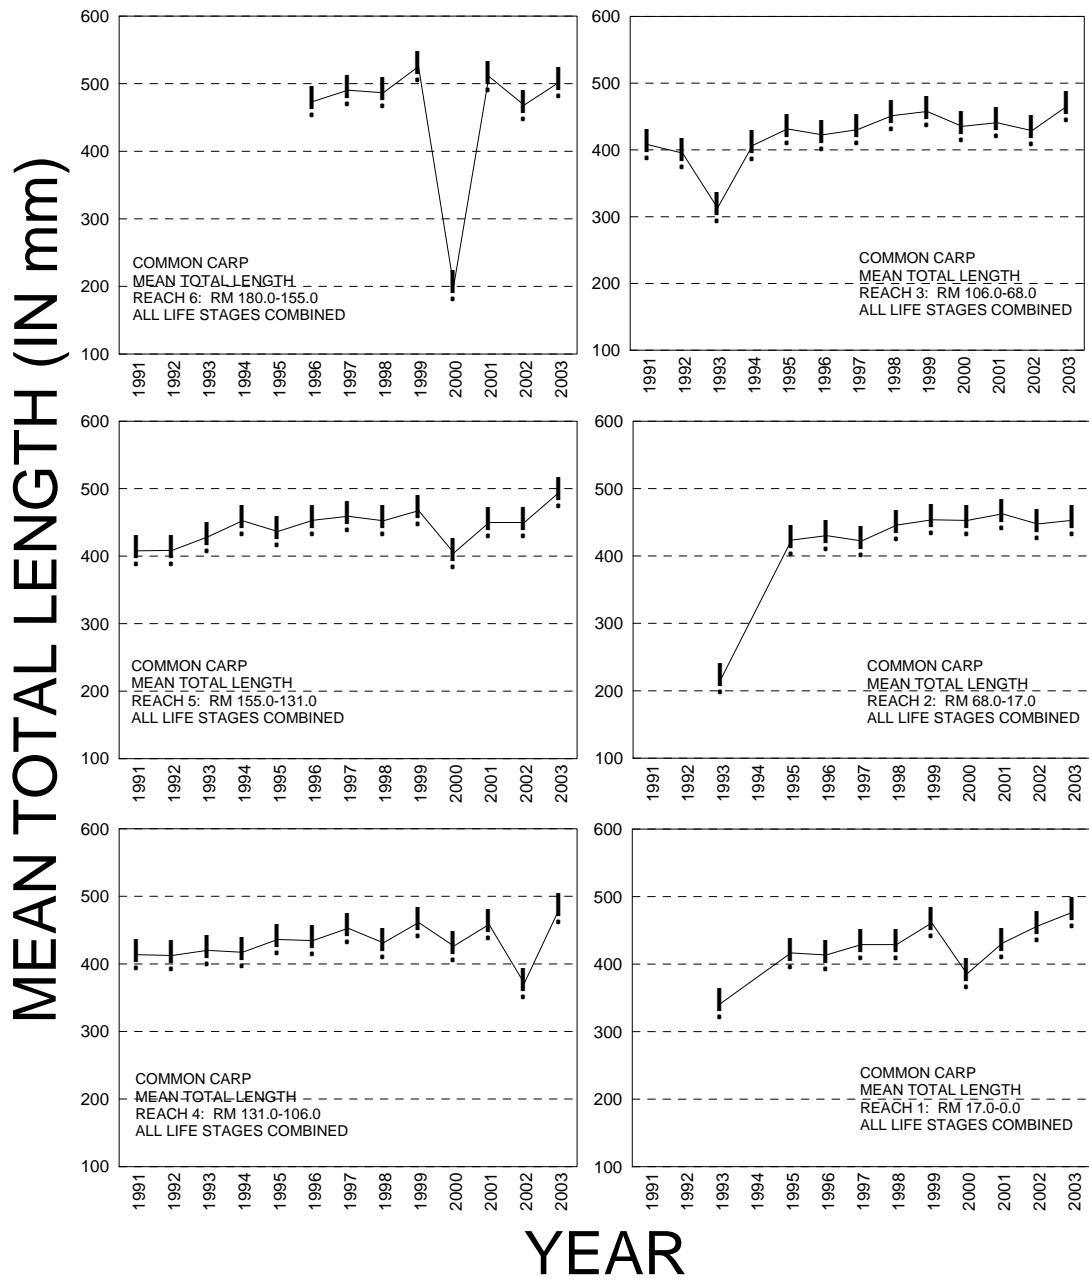 MEAN TOTAL LENGTH (IN mm)
600
500
400
300
200
100
COMMON CARP
MEAN TOTAL LENGTH
REACH 6: RM 180.0-155.0
ALL LIFE STAGES COMBINED
1991 1992 1993 1994 1995 1996 1997 1998 1999 2000 2001 2002 2003
600
500
400
300
200
100
COMMON CARP
MEAN TOTAL LENGTH
REACH 3: RM 106.0-68.0
ALL LIFE STAGES COMBINED
1991 1992 1993 1994 1995 1996 1997 1998 1999 2000 2001 2002 2003
600
500
400
300
200
100
COMMON CARP
MEAN TOTAL LENGTH
REACH 5: RM 155.0-131.0
ALL LIFE STAGES COMBINED
1991 1992 1993 1994 1995 1996 1997 1998 1999 2000 2001 2002 2003
600
500
400
300
200
100
COMMON CARP
MEAN TOTAL LENGTH
REACH 2: RM 68.0-17.0
ALL LIFE STAGES COMBINED
1991 1992 1993 1994 1995 1996 1997 1998 1999 2000 2001 2002 2003
600
500
400
300
200
100
COMMON CARP
MEAN TOTAL LENGTH
REACH 4: RM 131.0-106.0
ALL LIFE STAGES COMBINED
1991 1992 1993 1994 1995 1996 1997 1998 1999 2000 2001 2002 2003
600
500
400
300
200
100
COMMON CARP
MEAN TOTAL LENGTH
REACH 1: RM 17.0-0.0
ALL LIFE STAGES COMBINED
1991 1992 1993 1994 1995 1996 1997 1998 1999 2000 2001 2002 2003
YEAR